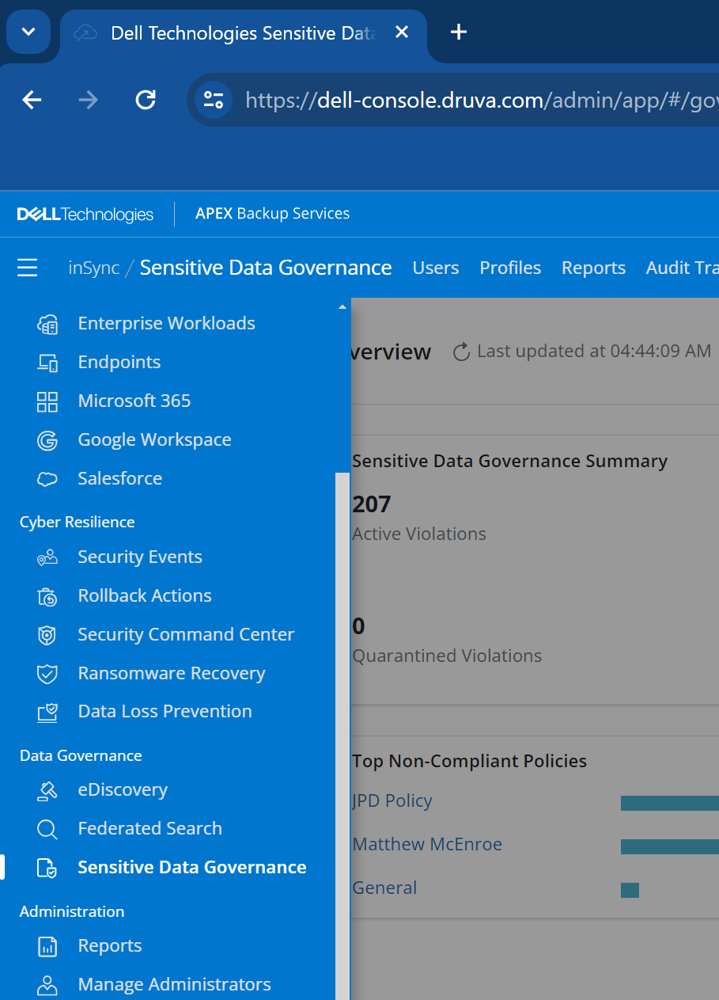 Dell Technologies Sensitive Data
https://dell-console.druva.com/admin/app/#/gov
DELLTechnologies
APEX Backup Services
inSync / Sensitive Data Governance Users Profiles Reports Audit Tra
Enterprise Workloads
Endpoints
Microsoft 365
Google Workspace
Salesforce
Cyber Resilience
Security Events
Rollback Actions
Security Command Center
Ransomware Recovery
Data Loss Prevention
Data Governance
eDiscovery
Federated Search
Sensitive Data Governance
Administration
Reports
Manage Administrators
verview Last updated at 04:44:09 AM
Sensitive Data Governance Summary
207
Active Violations
0
Quarantined Violations
Top Non-Compliant Policies
JPD Policy
Matthew McEnroe
General